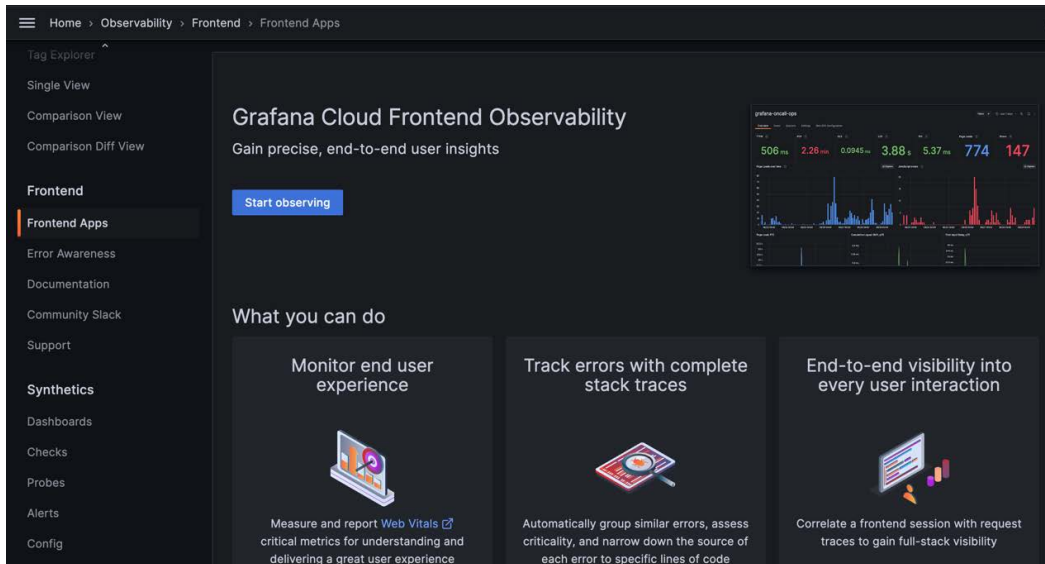 Home › Observability › Frontend › Frontend Apps
Tag Explorer
Single View
Comparison View
Comparison Diff View
Frontend
Frontend Apps
Error Awareness
Documentation
Community Slack
Support
Synthetics
Dashboards
Checks
Probes
Alerts
Config
Grafana Cloud Frontend Observability
Gain precise, end-to-end user insights
Start observing
grafana-oncall-ops
506 ms 2.26 min 0.0945 ms 3.88 s 5.37 ms 774 147
What you can do
Monitor end user
experience
Measure and report Web Vitals
critical metrics for understanding and
delivering a great user experience
Track errors with complete
stack traces
Automatically group similar errors, assess
criticality, and narrow down the source of
each error to specific lines of code
End-to-end visibility into
every user interaction
Correlate a frontend session with request
traces to gain full-stack visibility